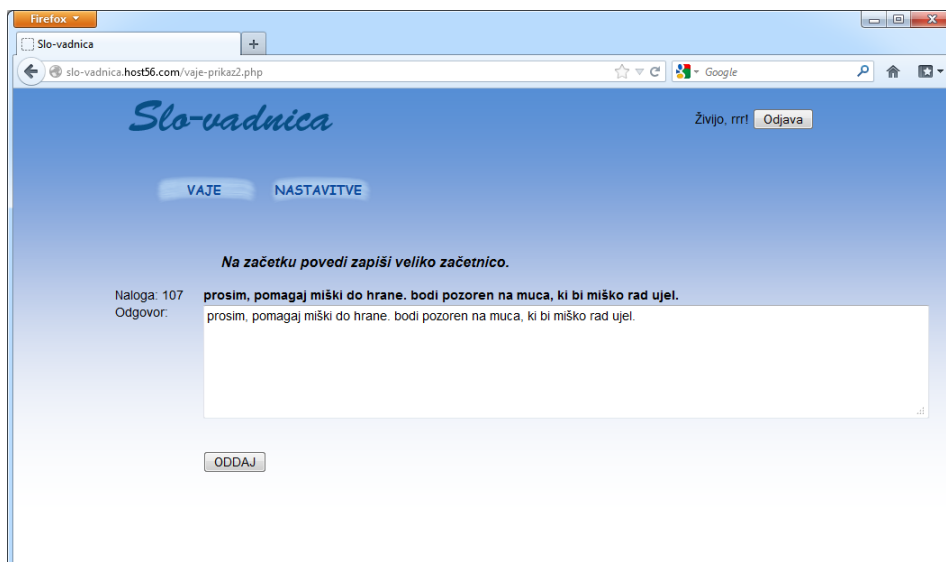 Firefox
Slo-vadnica
slo-vadnica.host56.com/vaje-prikaz2.php
Google
Slo-vadnica
Živijo, rrr! Odjava
VAJE NASTAVITVE
Na začetku povedi zapiši veliko začetnico.
Naloga: 107 prosim, pomagaj miški do hrane. bodi pozoren na muca, ki bi miško rad ujel.
Odgovor: prosim, pomagaj miški do hrane. bodi pozoren na muca, ki bi miško rad ujel.
ODDAJ